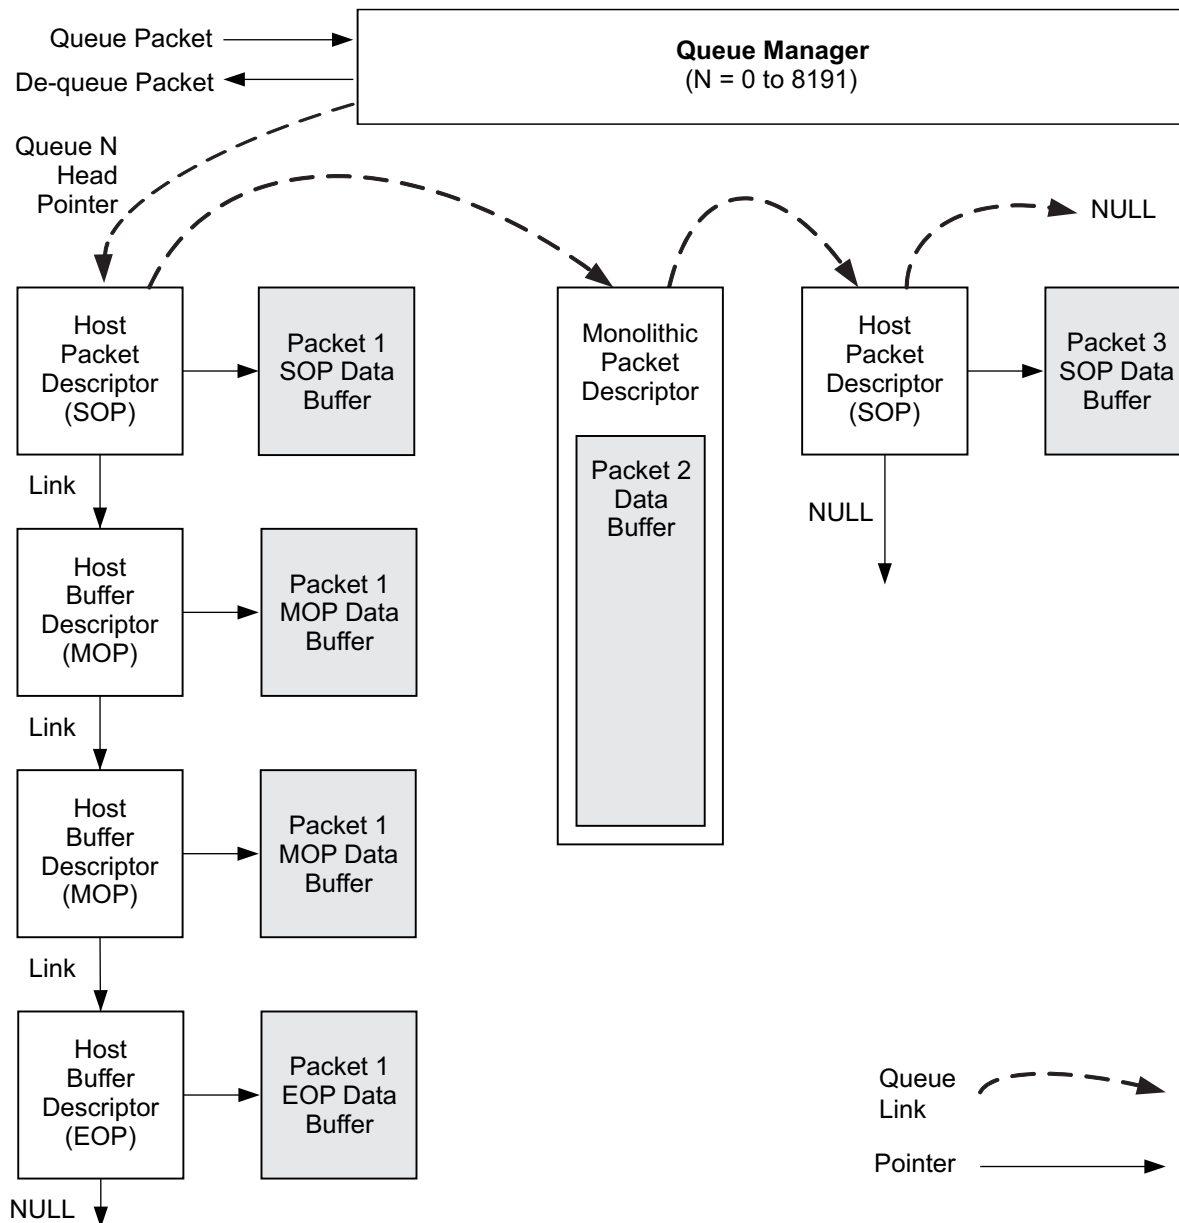 Queue Packet
De-queue Packet
Queue Manager
(N = 0 to 8191)
Queue N
Head
Pointer
NULL
Host
Packet
Descriptor
(SOP)
Packet 1
SOP Data
Buffer
Monolithic
Packet
Descriptor
Packet 2
Data
Buffer
Host
Packet
Descriptor
(SOP)
Packet 3
SOP Data
Buffer
Link
NULL
Host
Buffer
Descriptor
(MOP)
Packet 1
MOP Data
Buffer
Link
Host
Buffer
Descriptor
(MOP)
Packet 1
MOP Data
Buffer
Link
Host
Buffer
Descriptor
(EOP)
Packet 1
EOP Data
Buffer
NULL
Queue
Link
Pointer